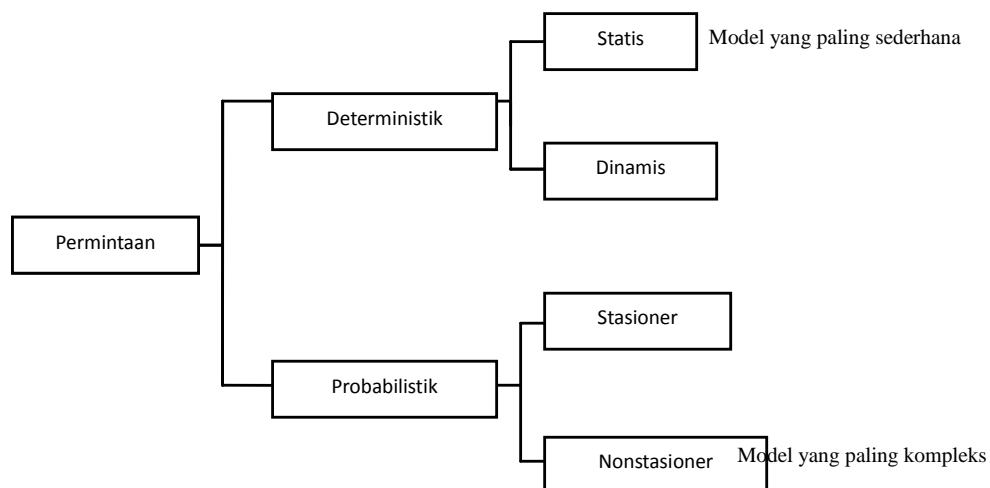 Statis
Model yang paling sederhana
Deterministik
Dinamis
Permintaan
Stasioner
Probabilistik
Nonstasioner
Model yang paling kompleks